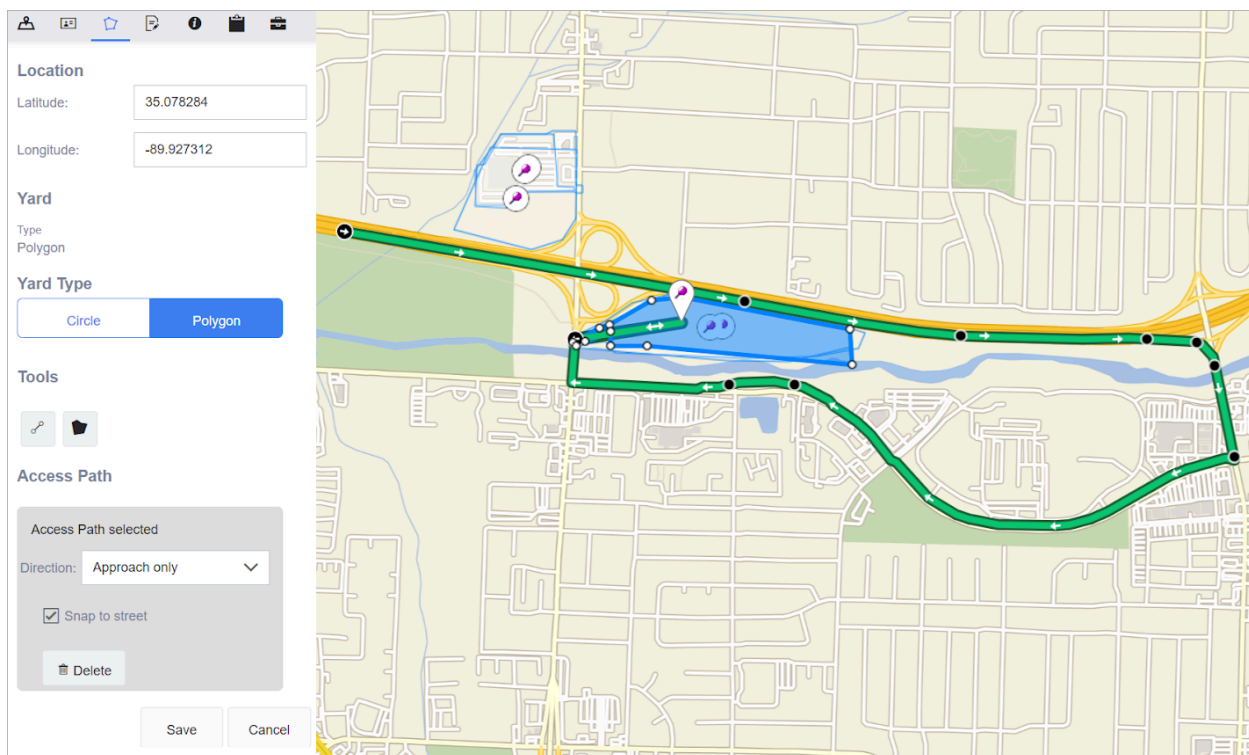 Location
Latitude: 35.078284
Longitude: -89.927312
Yard
Type
Polygon
Yard Type
Circle Polygon
Tools
Access Path
Access Path selected
Direction: Approach only
Snap to street
Delete
Save Cancel